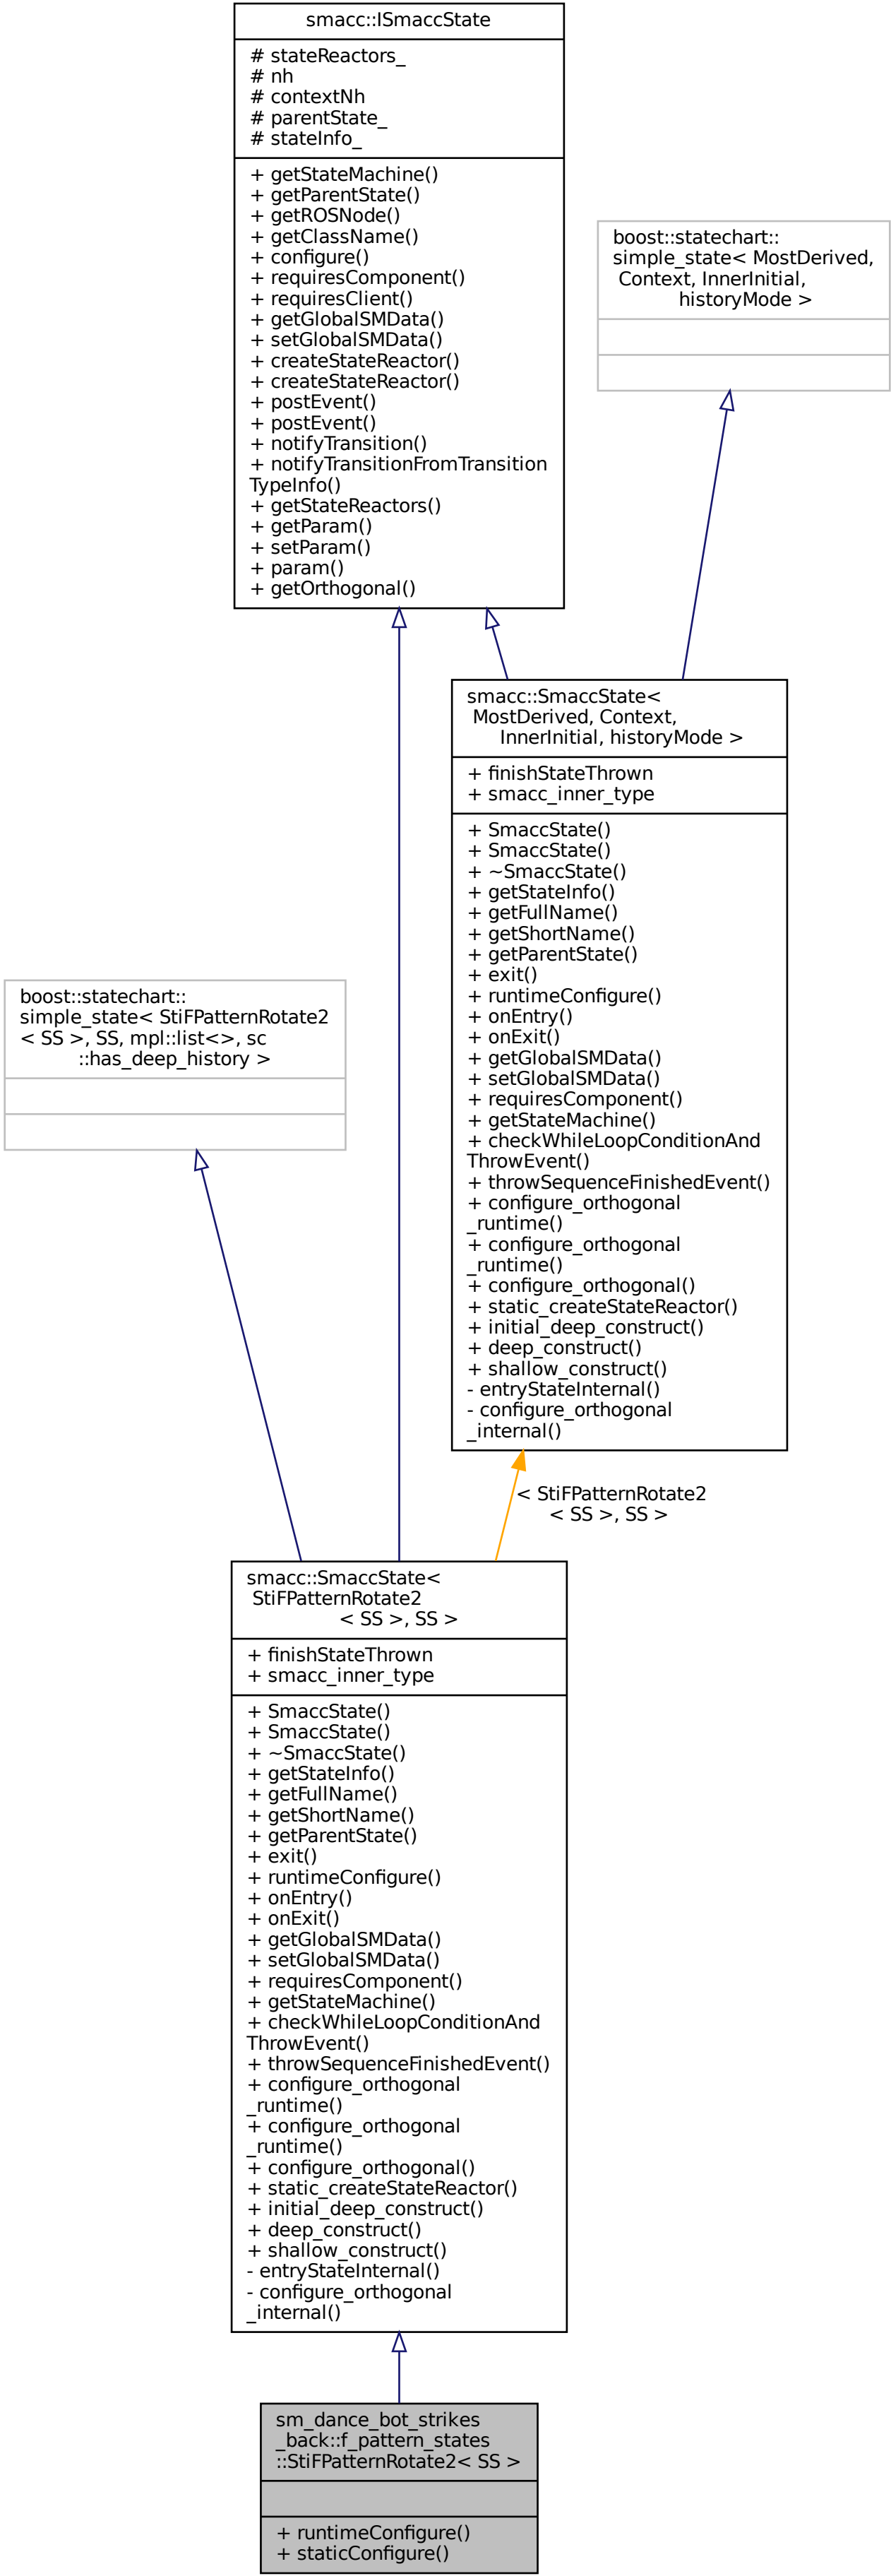 smacc::ISmaccState
# stateReactors_
# nh
# contextNh
# parentState_
# stateInfo_
+ getStateMachine()
+ getParentState()
+ getROSNode()
+ getClassName()
+ configure()
+ requiresComponent()
+ requiresClient()
+ getGlobalSMData()
+ setGlobalSMData()
+ createStateReactor()
+ createStateReactor()
+ postEvent()
+ postEvent()
+ notifyTransition()
+ notifyTransitionFromTransition
TypeInfo()
+ getStateReactors()
+ getParam()
+ setParam()
+ param()
+ getOrthogonal()
boost::statechart::
simple_state< MostDerived,
Context, InnerInitial,
historyMode >
smacc::SmaccState<
MostDerived, Context,
InnerInitial, historyMode >
+ finishStateThrown
+ smacc_inner_type
+ SmaccState()
+ SmaccState()
+ ~SmaccState()
+ getStateInfo()
+ getFullName()
+ getShortName()
+ getParentState()
+ exit()
+ runtimeConfigure()
+ onEntry()
+ onExit()
+ getGlobalSMData()
+ setGlobalSMData()
+ requiresComponent()
+ getStateMachine()
+ checkWhileLoopConditionAnd
ThrowEvent()
+ throwSequenceFinishedEvent()
+ configure_orthogonal
_runtime()
+ configure_orthogonal
_runtime()
+ configure_orthogonal()
+ static_createStateReactor()
+ initial_deep_construct()
+ deep_construct()
+ shallow_construct()
- entryStateInternal()
- configure_orthogonal
_internal()
boost::statechart::
simple_state< StiFPatternRotate2
< SS >, SS, mpl::list<>, sc
::has_deep_history >
< StiFPatternRotate2
< SS >, SS >
smacc::SmaccState<
StiFPatternRotate2
< SS >, SS >
+ finishStateThrown
+ smacc_inner_type
+ SmaccState()
+ SmaccState()
+ ~SmaccState()
+ getStateInfo()
+ getFullName()
+ getShortName()
+ getParentState()
+ exit()
+ runtimeConfigure()
+ onEntry()
+ onExit()
+ getGlobalSMData()
+ setGlobalSMData()
+ requiresComponent()
+ getStateMachine()
+ checkWhileLoopConditionAnd
ThrowEvent()
+ throwSequenceFinishedEvent()
+ configure_orthogonal
_runtime()
+ configure_orthogonal
_runtime()
+ configure_orthogonal()
+ static_createStateReactor()
+ initial_deep_construct()
+ deep_construct()
+ shallow_construct()
- entryStateInternal()
- configure_orthogonal
_internal()
sm_dance_bot_strikes
_back::f_pattern_states
::StiFPatternRotate2< SS >
+ runtimeConfigure()
+ staticConfigure()